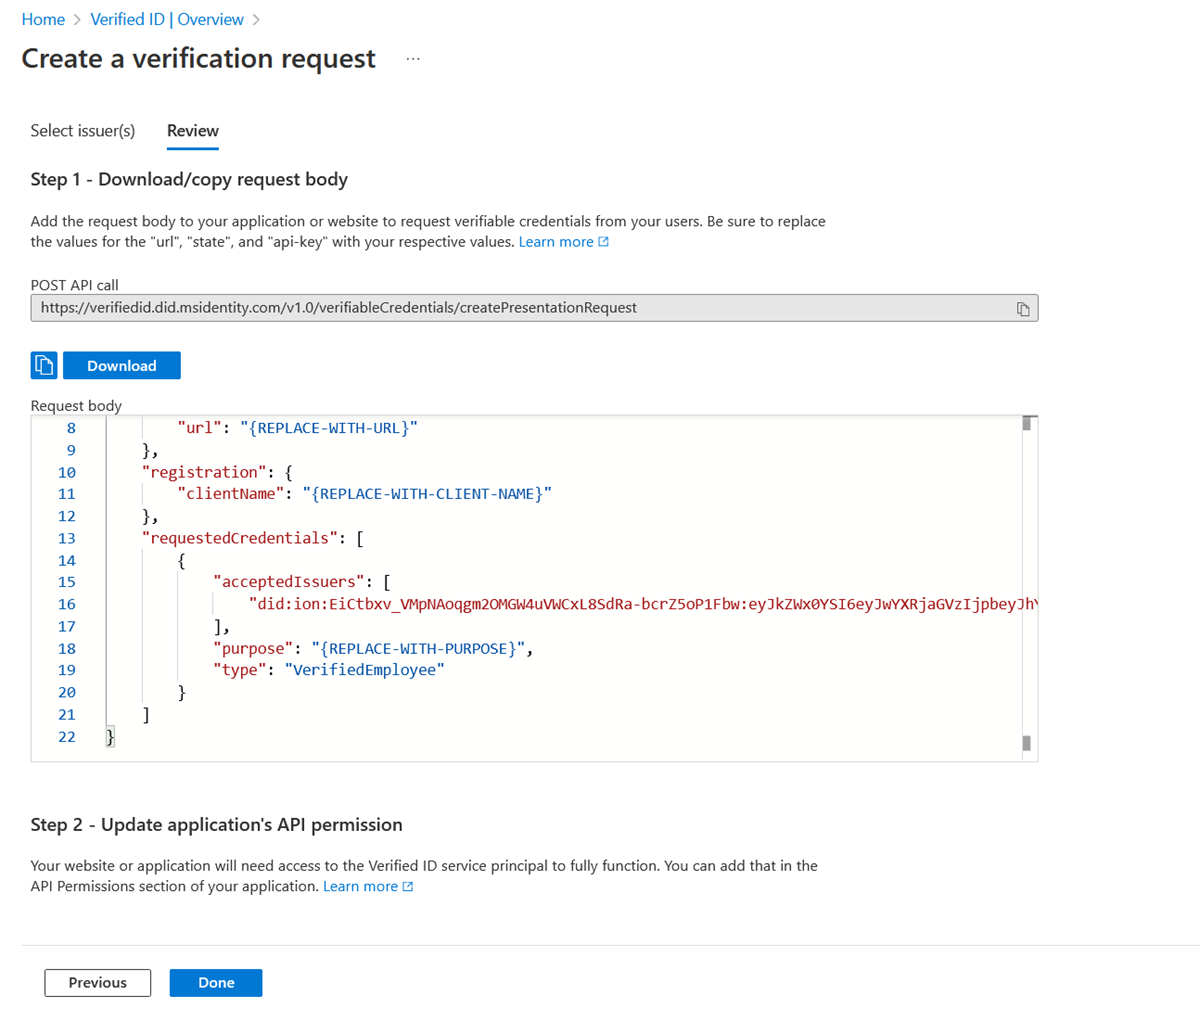 Home > Verified ID | Overview >
Create a verification request ...
Select issuer(s) Review
Step 1 - Download/copy request body
Add the request body to your application or website to request verifiable credentials from your users. Be sure to replace
the values for the "url", "state", and "api-key" with your respective values. Learn more
POST API call
https://verifiedid.did.msidentity.com/v1.0/verifiableCredentials/createPresentationRequest
Download
Request body
8 "url": "{REPLACE-WITH-URL}"
9 },
10 "registration": {
11 "clientName": "{REPLACE-WITH-CLIENT-NAME}"
12 },
13 "requestedCredentials": [
14 {
15 "acceptedIssuers": [
16 "did:ion:EiCtbxv_VMpNAoqgm2OMGW4uVWCxL8SdRa-bcrZ5oP1Fbw:eyJkZWx0YSI6eyJwYXRjaGVzIjpbeyJhY
17 ],
18 "purpose": "{REPLACE-WITH-PURPOSE}",
19 "type": "VerifiedEmployee"
20 }
21 ]
22 }
Step 2 - Update application's API permission
Your website or application will need access to the Verified ID service principal to fully function. You can add that in the
API Permissions section of your application. Learn more
Previous Done